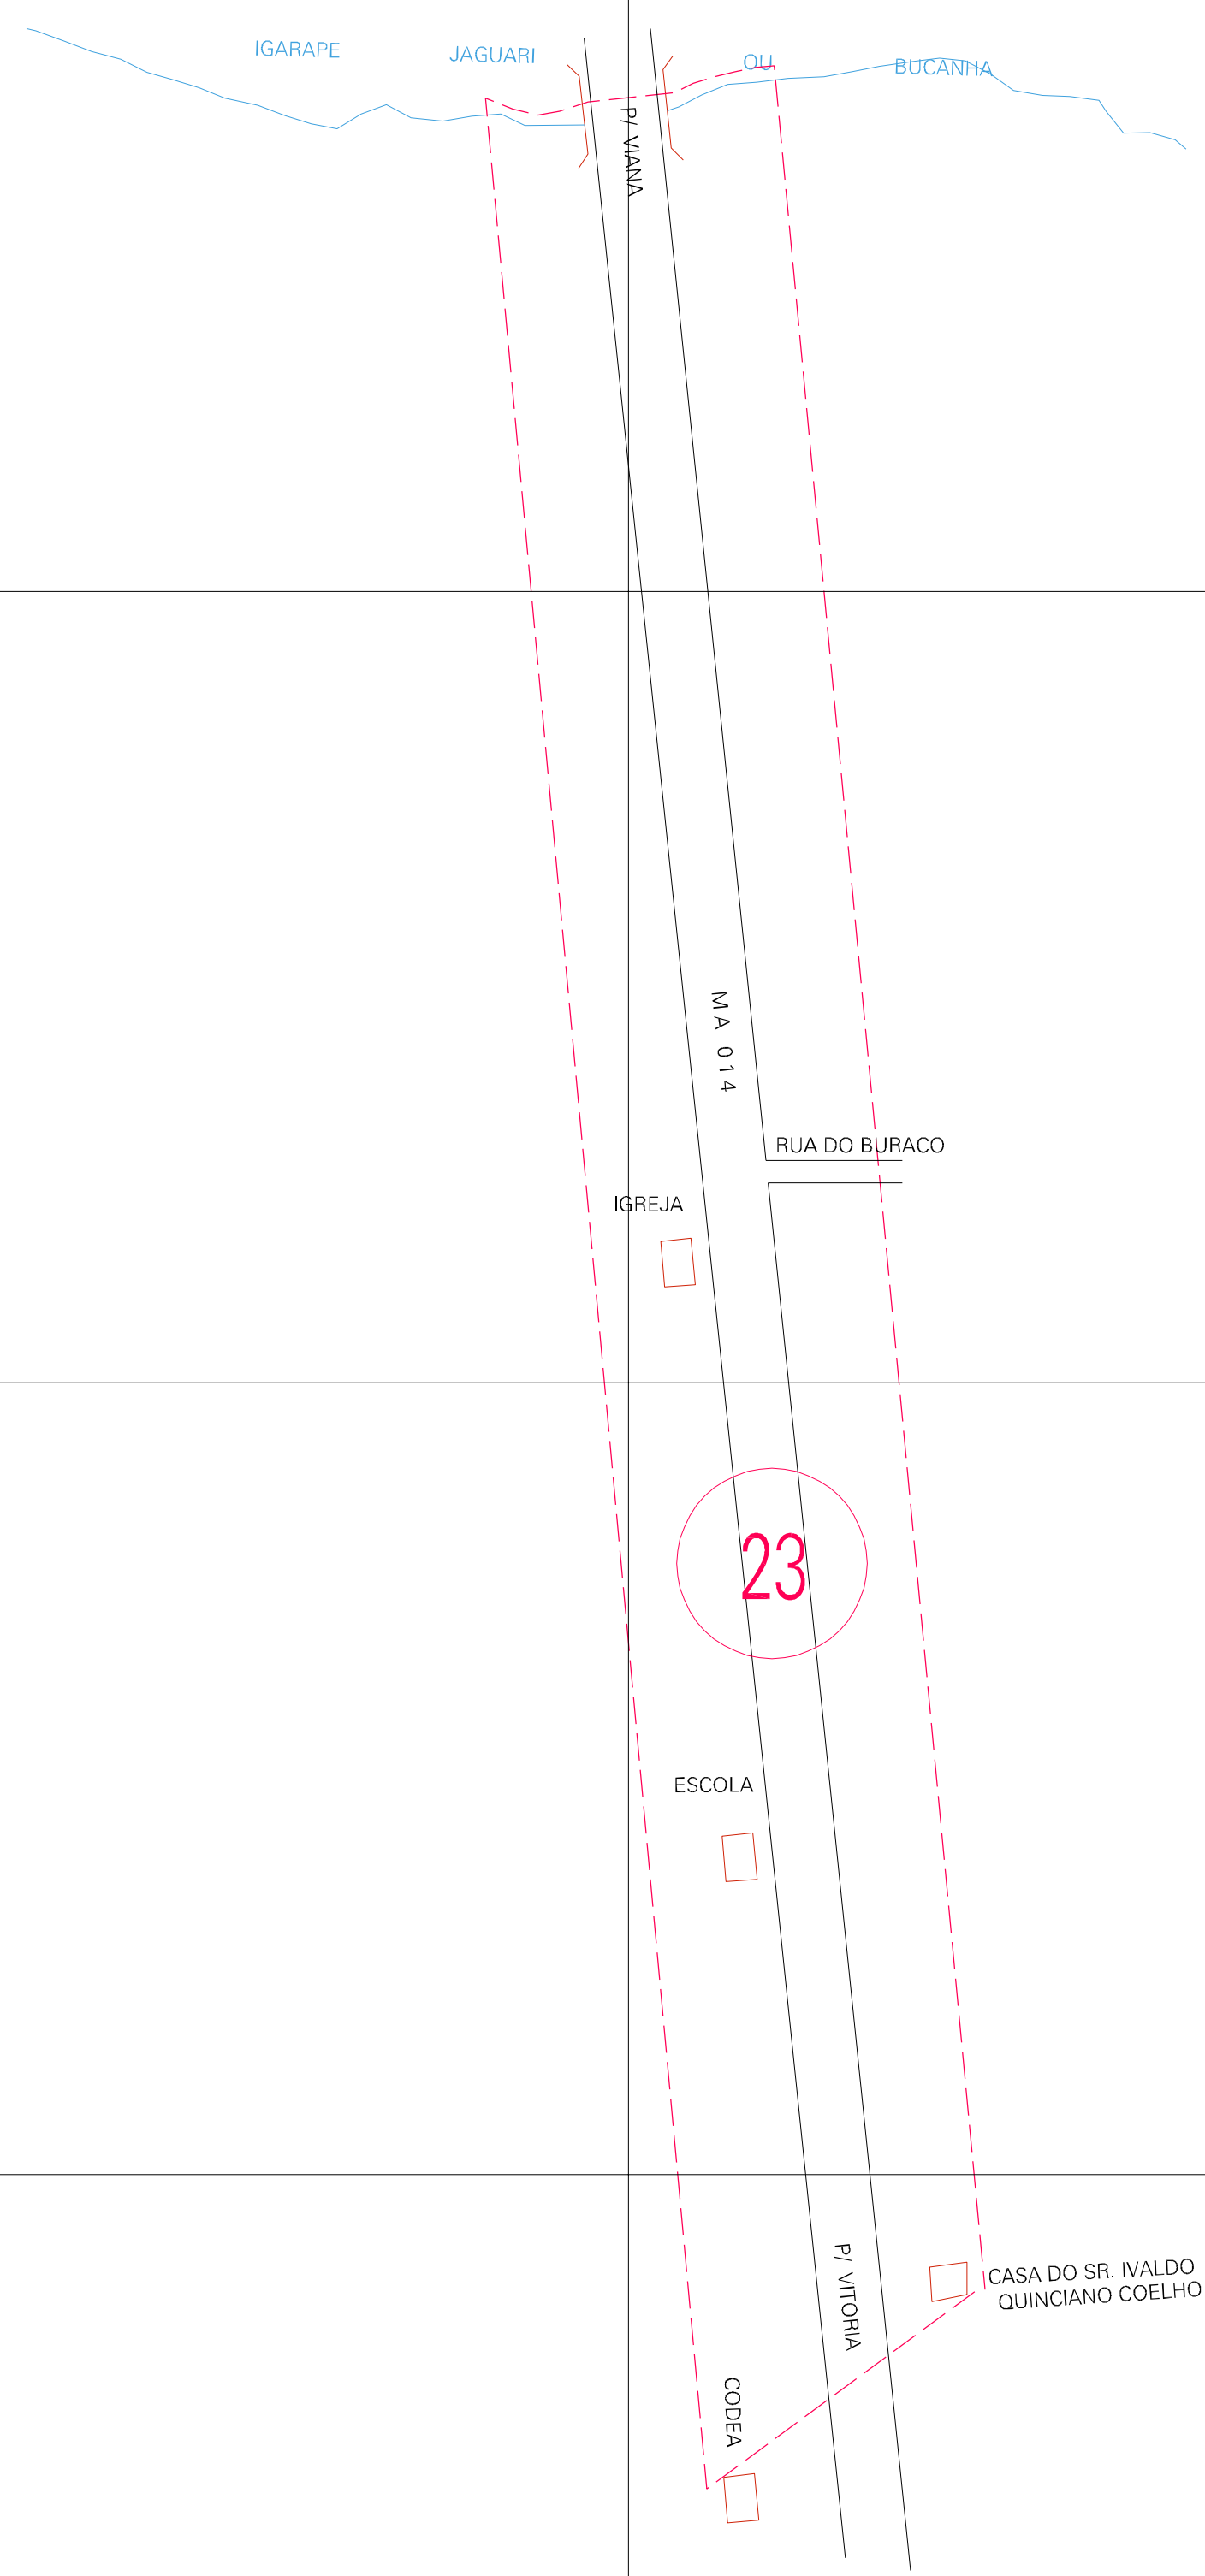 IGARAPE JAGUARI OU BUCANHA
P/ VIANA
MA 014
RUA DO BURACO
IGREJA
23
ESCOLA
P/ VITORIA
CASA DO SR. IVALDO
QUINCIANO COELHO
CODEA